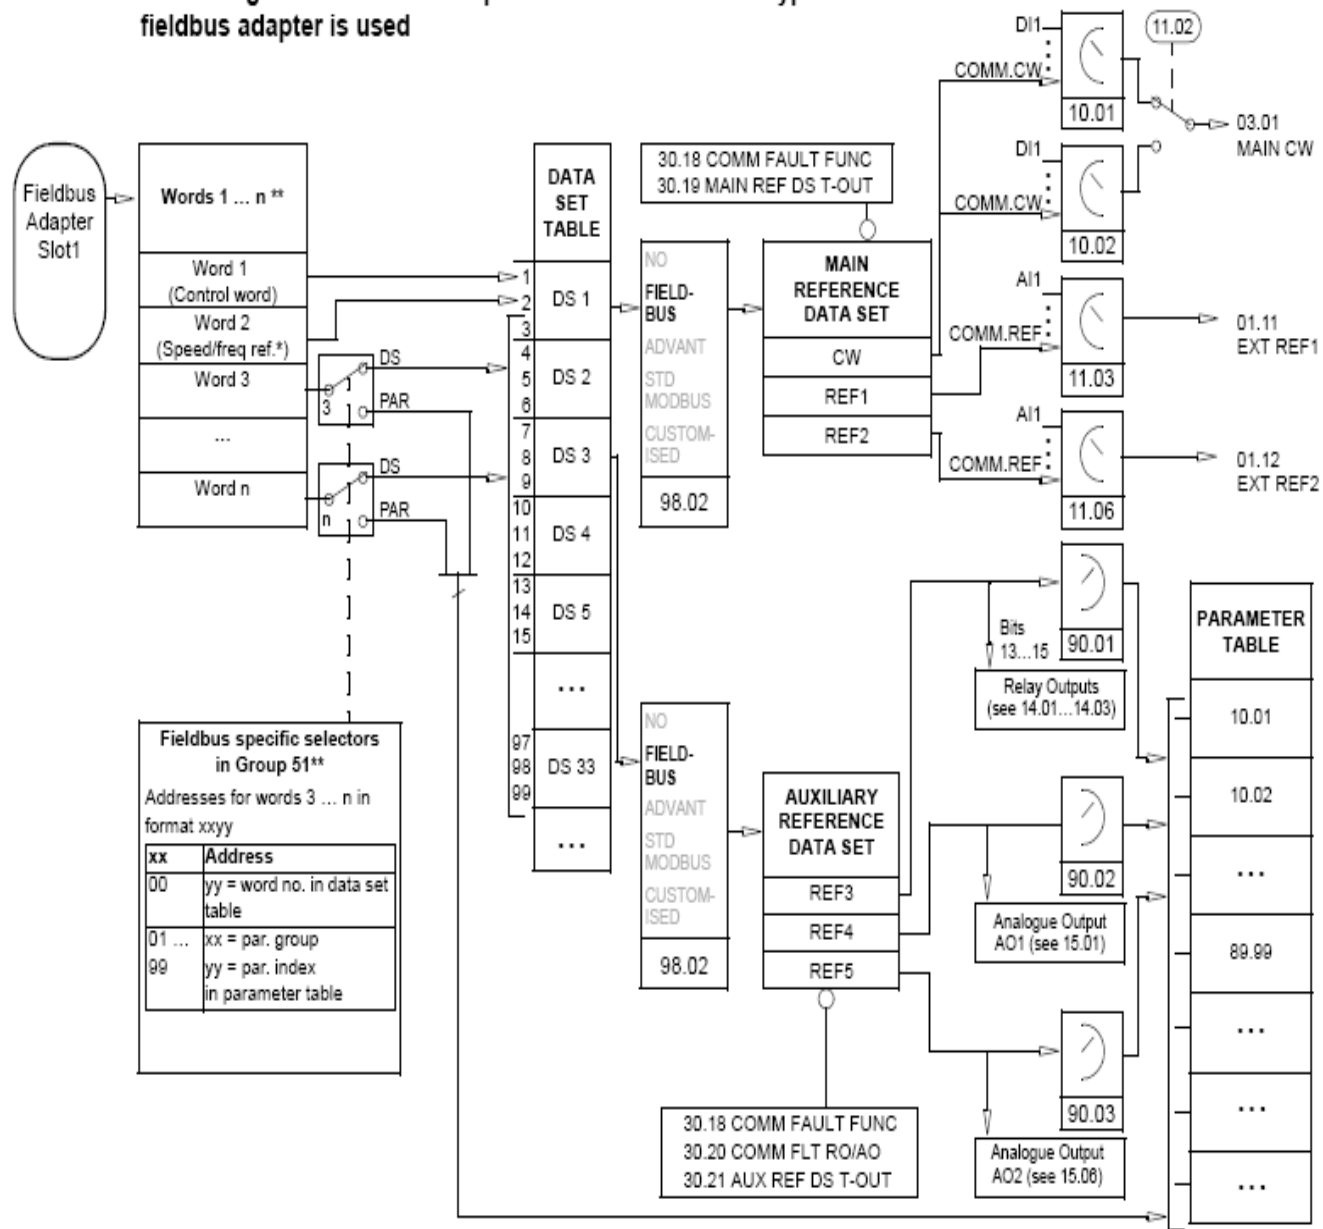 fieldbus adapter is used
Fieldbus
Adapter
Slot1
Words 1 ... n **
Word 1
(Control word)
Word 2
(Speed/freq ref.*)
Word 3
...
Word n
3
DS
PAR
n
DS
PAR
Fieldbus specific selectors
in Group 51**
Addresses for words 3 ... n in
format xxyy
xx Address
00 yy = word no. in data set
table
01 ... xx = par. group
99 yy = par. index
in parameter table
DATA
SET
TABLE
1
2
3
DS 1
4
5
6
DS 2
7
8
9
DS 3
10
11
12
DS 4
13
14
15
DS 5
...
97
98
99
DS 33
...
30.18 COMM FAULT FUNC
30.19 MAIN REF DS T-OUT
NO
FIELD-
BUS
ADVANT
STD
MODBUS
CUSTOM-
ISED
98.02
MAIN
REFERENCE
DATA SET
CW
REF1
REF2
DI1
COMM.CW
10.01
11.02
03.01
MAIN CW
DI1
COMM.CW
10.02
AI1
COMM.REF
11.03
01.11
EXT REF1
AI1
COMM.REF
11.06
01.12
EXT REF2
NO
FIELD-
BUS
ADVANT
STD
MODBUS
CUSTOM-
ISED
98.02
AUXILIARY
REFERENCE
DATA SET
REF3
REF4
REF5
30.18 COMM FAULT FUNC
30.20 COMM FLT RO/AO
30.21 AUX REF DS T-OUT
90.01
Bits
13...15
Relay Outputs
(see 14.01...14.03)
90.02
Analogue Output
AO1 (see 15.01)
90.03
Analogue Output
AO2 (see 15.06)
PARAMETER
TABLE
10.01
10.02
...
89.99
...
...
...